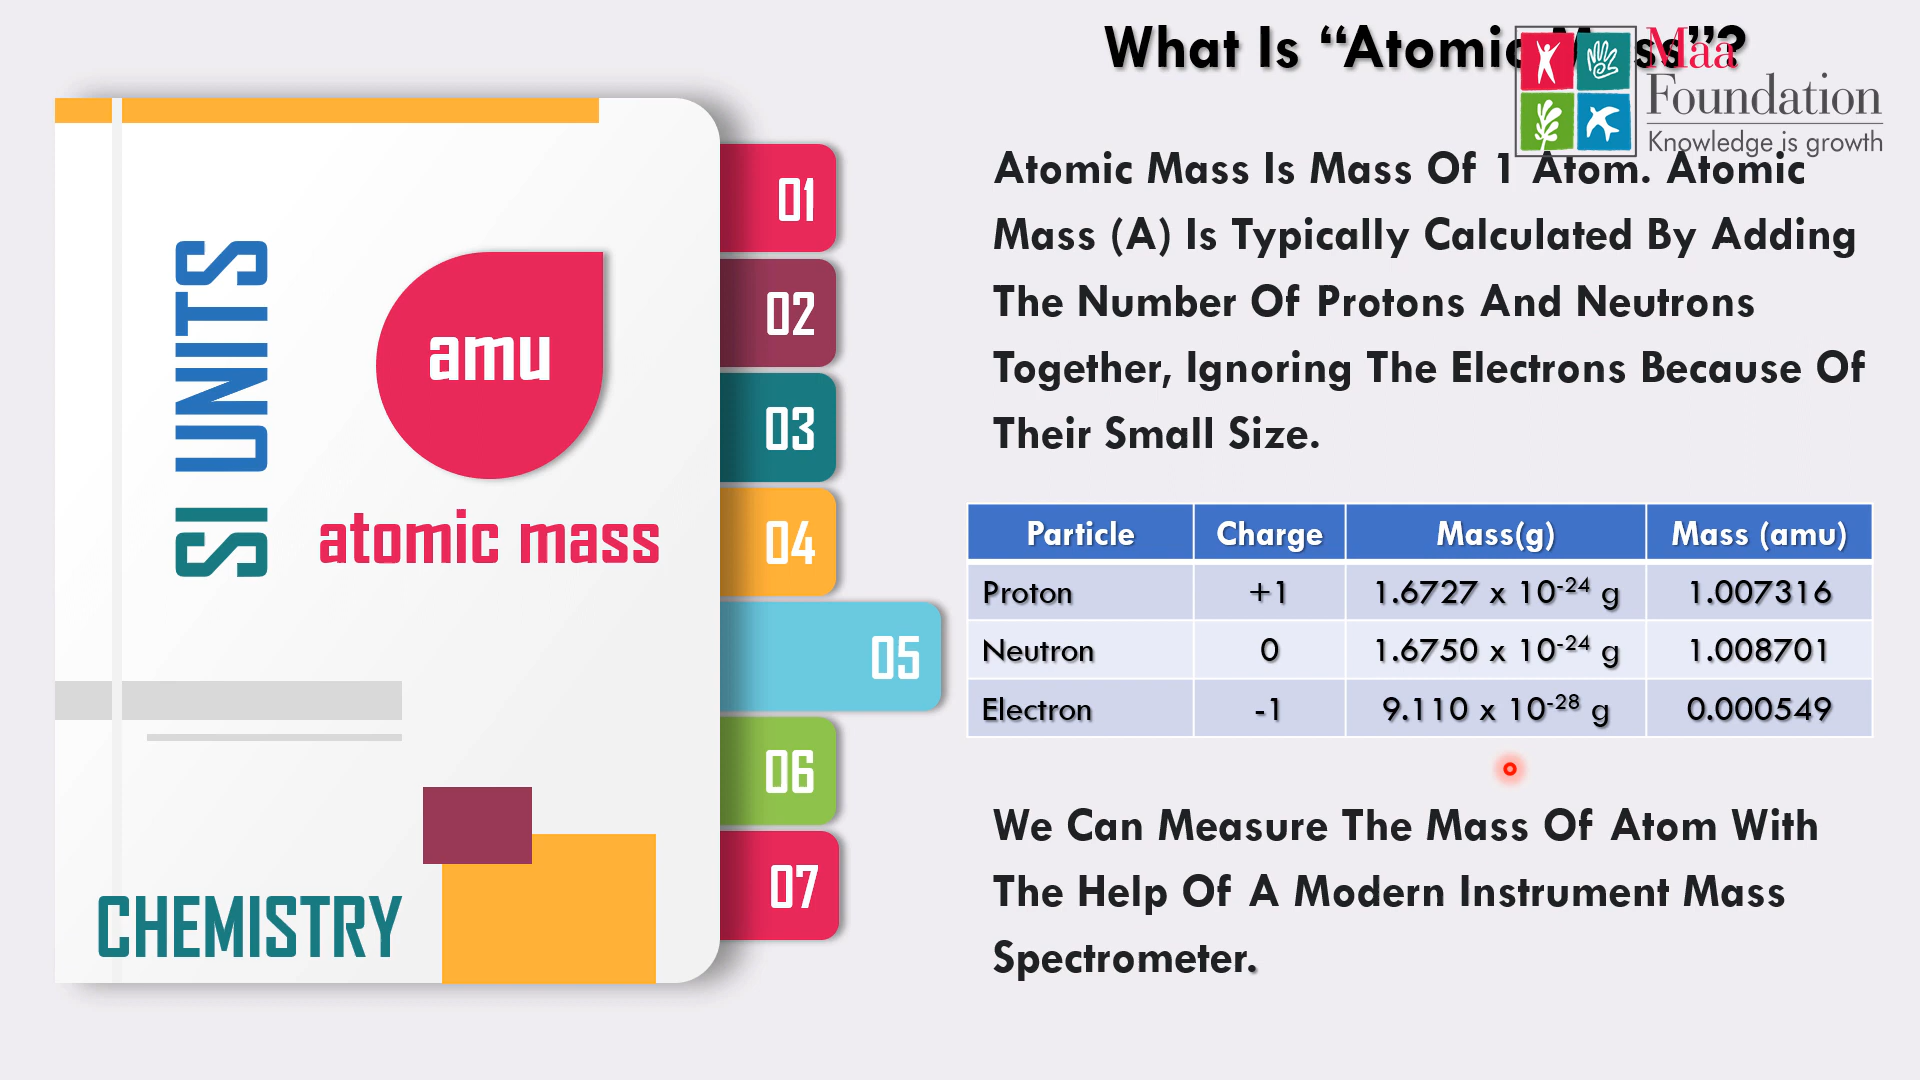 What Is “Atomic Mass”?
Maa
Foundation
Knowledge is growth
SI UNITS
amu
atomic mass
CHEMISTRY
01
02
03
04
05
06
07
Atomic Mass Is Mass Of 1 Atom. Atomic
Mass (A) Is Typically Calculated By Adding
The Number Of Protons And Neutrons
Together, Ignoring The Electrons Because Of
Their Small Size.
Particle Charge Mass(g) Mass (amu)
Proton +1 1.6727 x 10⁻²⁴ g 1.007316
Neutron 0 1.6750 x 10⁻²⁴ g 1.008701
Electron -1 9.110 x 10⁻²⁸ g 0.000549
We Can Measure The Mass Of Atom With
The Help Of A Modern Instrument Mass
Spectrometer.